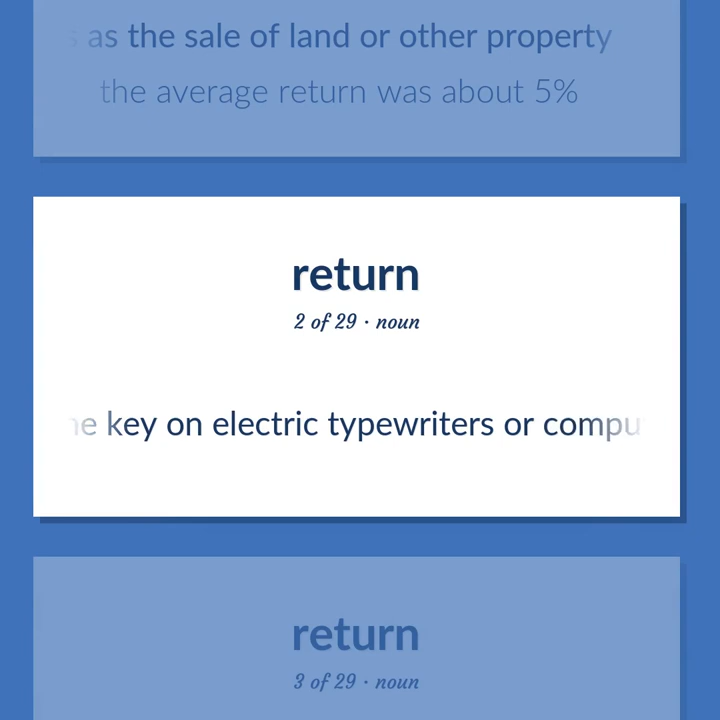 as the sale of land or other property
the average return was about 5%
return
2 of 29 · noun
key on electric typewriters or
return
3 of 29 · noun